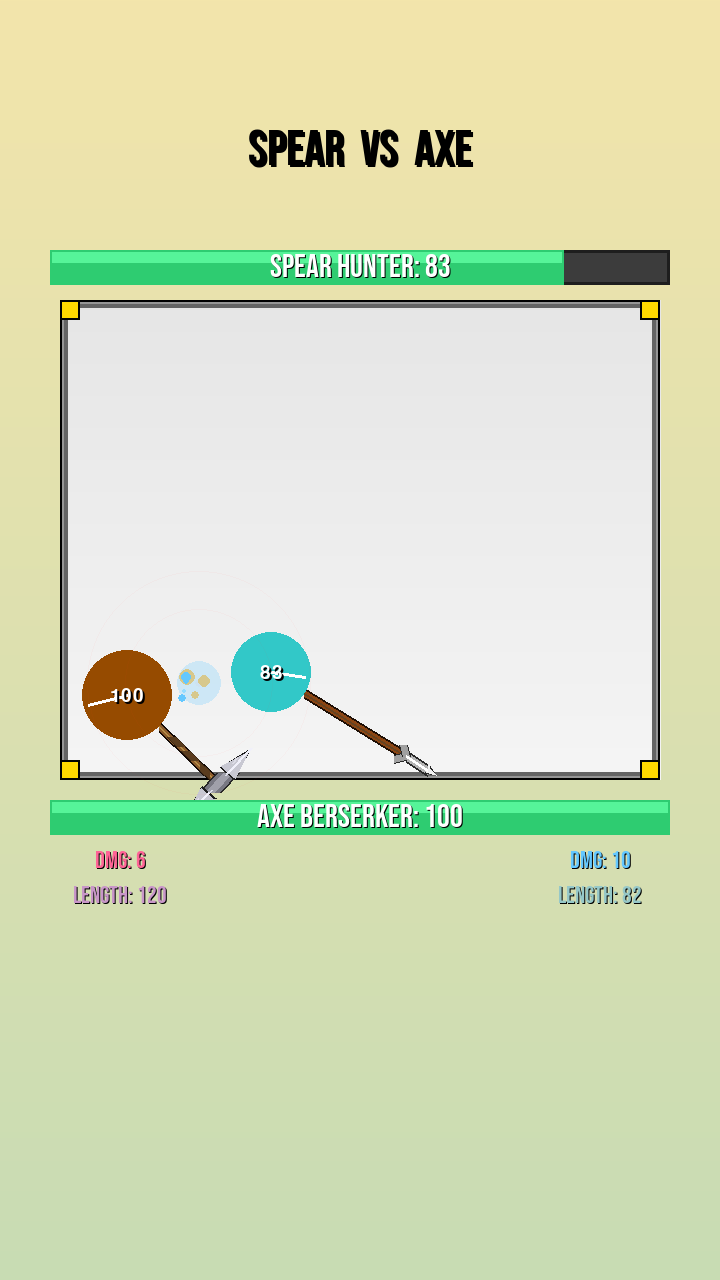 SPEAR VS AXE
SPEAR HUNTER: 83
100
83
AXE BERSERKER: 100
DMG: 6
DMG: 10
LENGTH: 120
LENGTH: 82